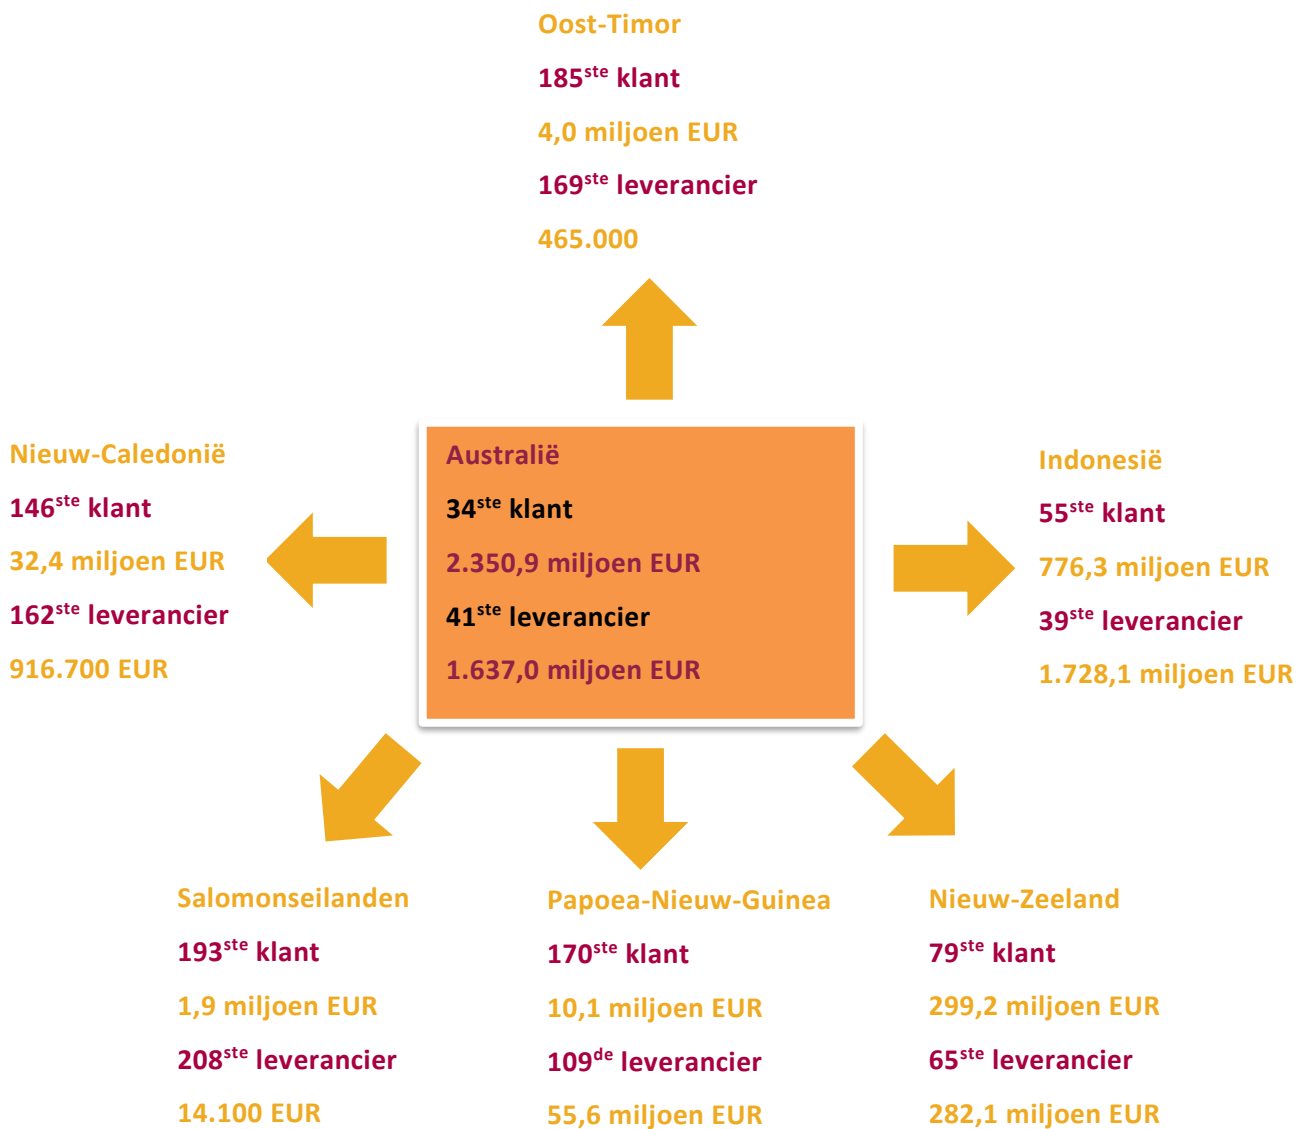 Oost-Timor
185ste klant
4,0 miljoen EUR
169ste leverancier
465.000
Nieuw-Caledonië
146ste klant
32,4 miljoen EUR
162ste leverancier
916.700 EUR
Australië
34ste klant
2.350,9 miljoen EUR
41ste leverancier
1.637,0 miljoen EUR
Indonesië
55ste klant
776,3 miljoen EUR
39ste leverancier
1.728,1 miljoen EUR
Salomonseilanden
193ste klant
1,9 miljoen EUR
208ste leverancier
14.100 EUR
Papoea-Nieuw-Guinea
170ste klant
10,1 miljoen EUR
109de leverancier
55,6 miljoen EUR
Nieuw-Zeeland
79ste klant
299,2 miljoen EUR
65ste leverancier
282,1 miljoen EUR